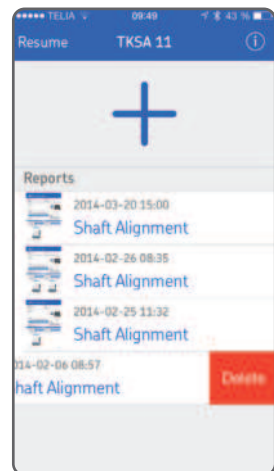 TELIA 09:49 43 %
Resume TKSA 11
Reports
2014-03-20 15:00
Shaft Alignment
2014-02-26 08:35
Shaft Alignment
2014-02-25 11:32
Shaft Alignment
014-02-06 08:57
haft Alignment
Delete